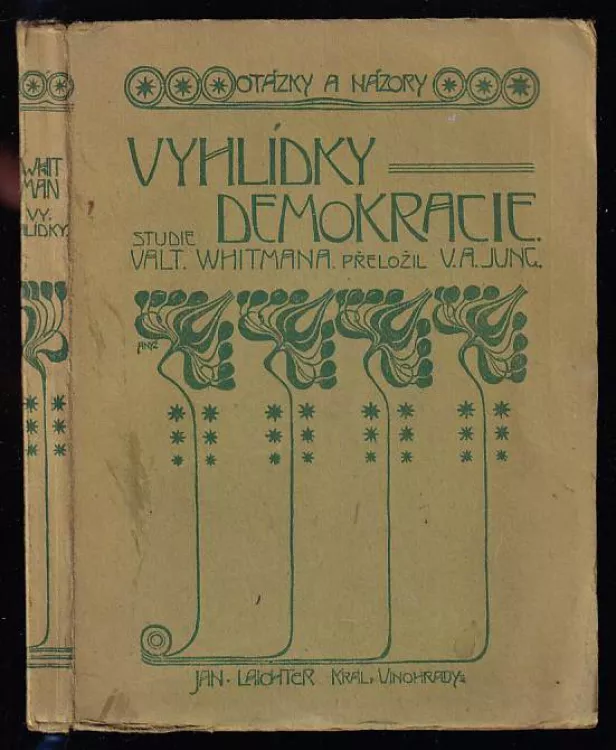 WHIT
MAN
VY.
HLÍDKY
OTÁZKY A NÁZORY
VYHLÍDKY
DEMOKRACIE.
STUDIE
VALT. WHITMANA. PŘELOŽIL V. A. JUNG.
JAN. LAICHTER KRÁL. VINOHRADY